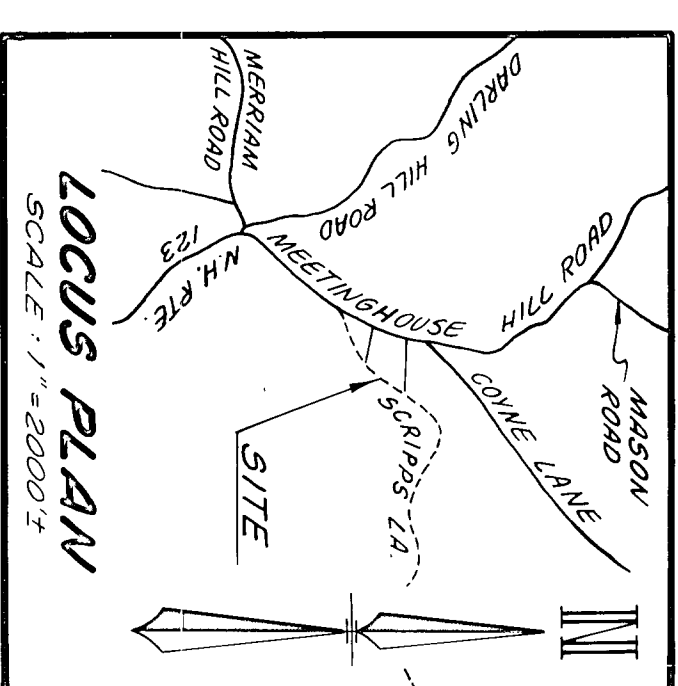 MERRIAM
HILL ROAD
DARLING HILL ROAD
N.H. RTE.
123
MEETINGHOUSE
HILL ROAD
MASON
ROAD
COYNE LANE
SCRIPPS LA.
SITE
N
LOCUS PLAN
SCALE : 1"=2000'±